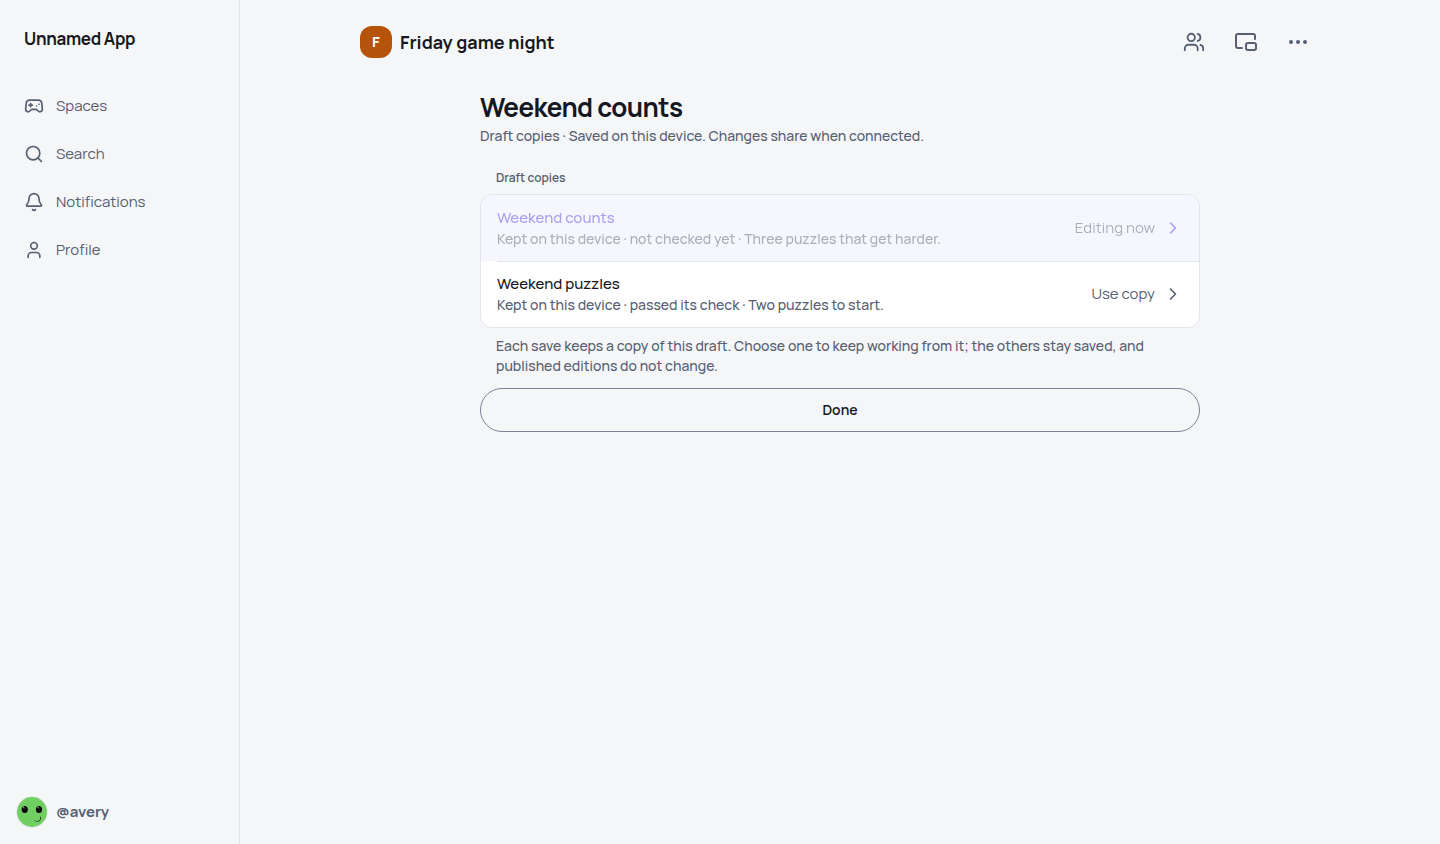 Unnamed App
Spaces
Search
Notifications
Profile
@avery
F
Friday game night
Weekend counts
Draft copies · Saved on this device. Changes share when connected.
Draft copies
Weekend counts
Kept on this device · not checked yet · Three puzzles that get harder.
Editing now
Weekend puzzles
Kept on this device · passed its check · Two puzzles to start.
Use copy
Each save keeps a copy of this draft. Choose one to keep working from it; the others stay saved, and
published editions do not change.
Done